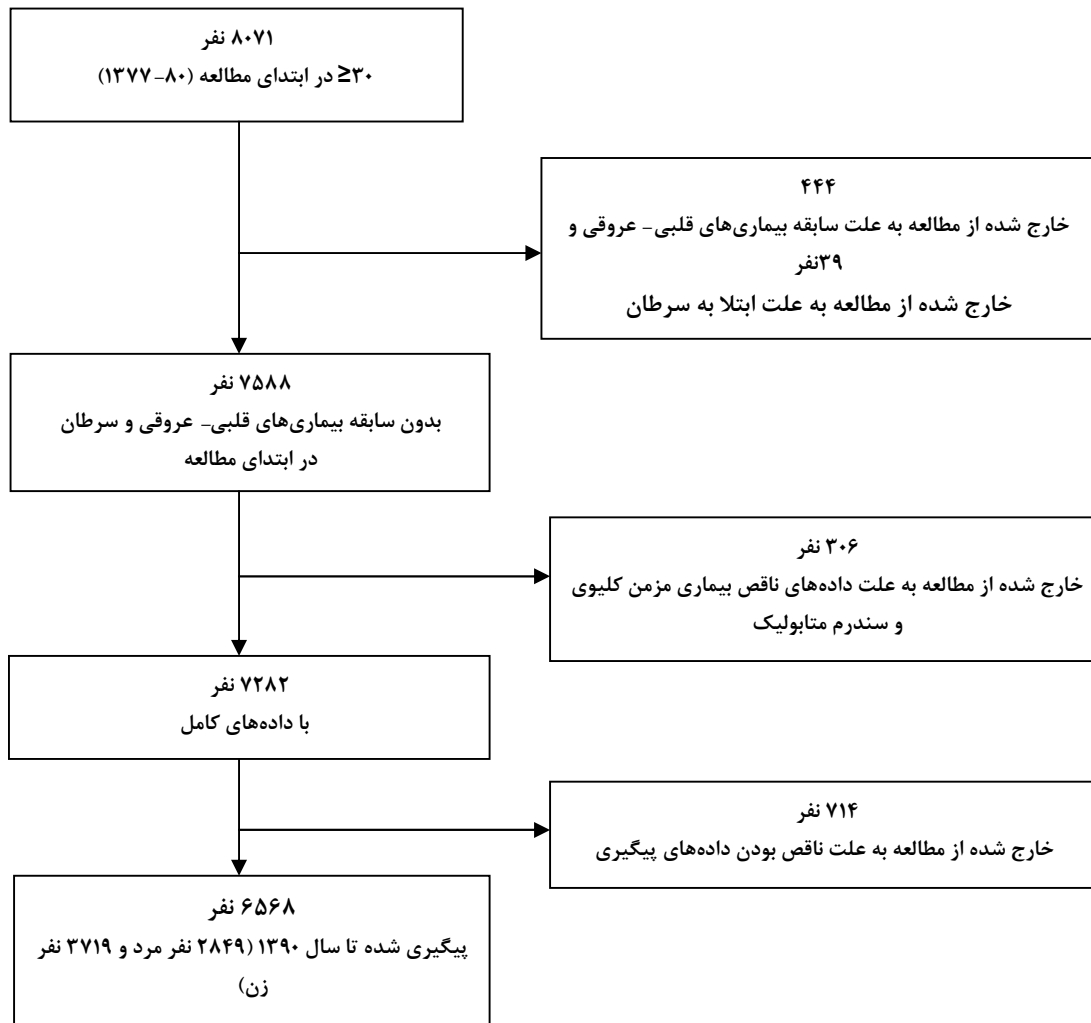 ۸۰۷۱ نفر
≤۳۰ در ابتدای مطالعه (۸۰-۱۳۷۷)
۴۴۴
خارج شده از مطالعه به علت سابقه بیماری‌های قلبی- عروقی و
۳۹نفر
خارج شده از مطالعه به علت ابتلا به سرطان
۷۵۸۸ نفر
بدون سابقه بیماری‌های قلبی- عروقی و سرطان
در ابتدای مطالعه
۳۰۶ نفر
خارج شده از مطالعه به علت داده‌های ناقص بیماری مزمن کلیوی
و سندرم متابولیک
۷۲۸۲ نفر
با داده‌های کامل
۷۱۴ نفر
خارج شده از مطالعه به علت ناقص بودن داده‌های پیگیری
۶۵۶۸ نفر
پیگیری شده تا سال ۱۳۹۰ (۲۸۴۹ نفر مرد و ۳۷۱۹ نفر
زن)